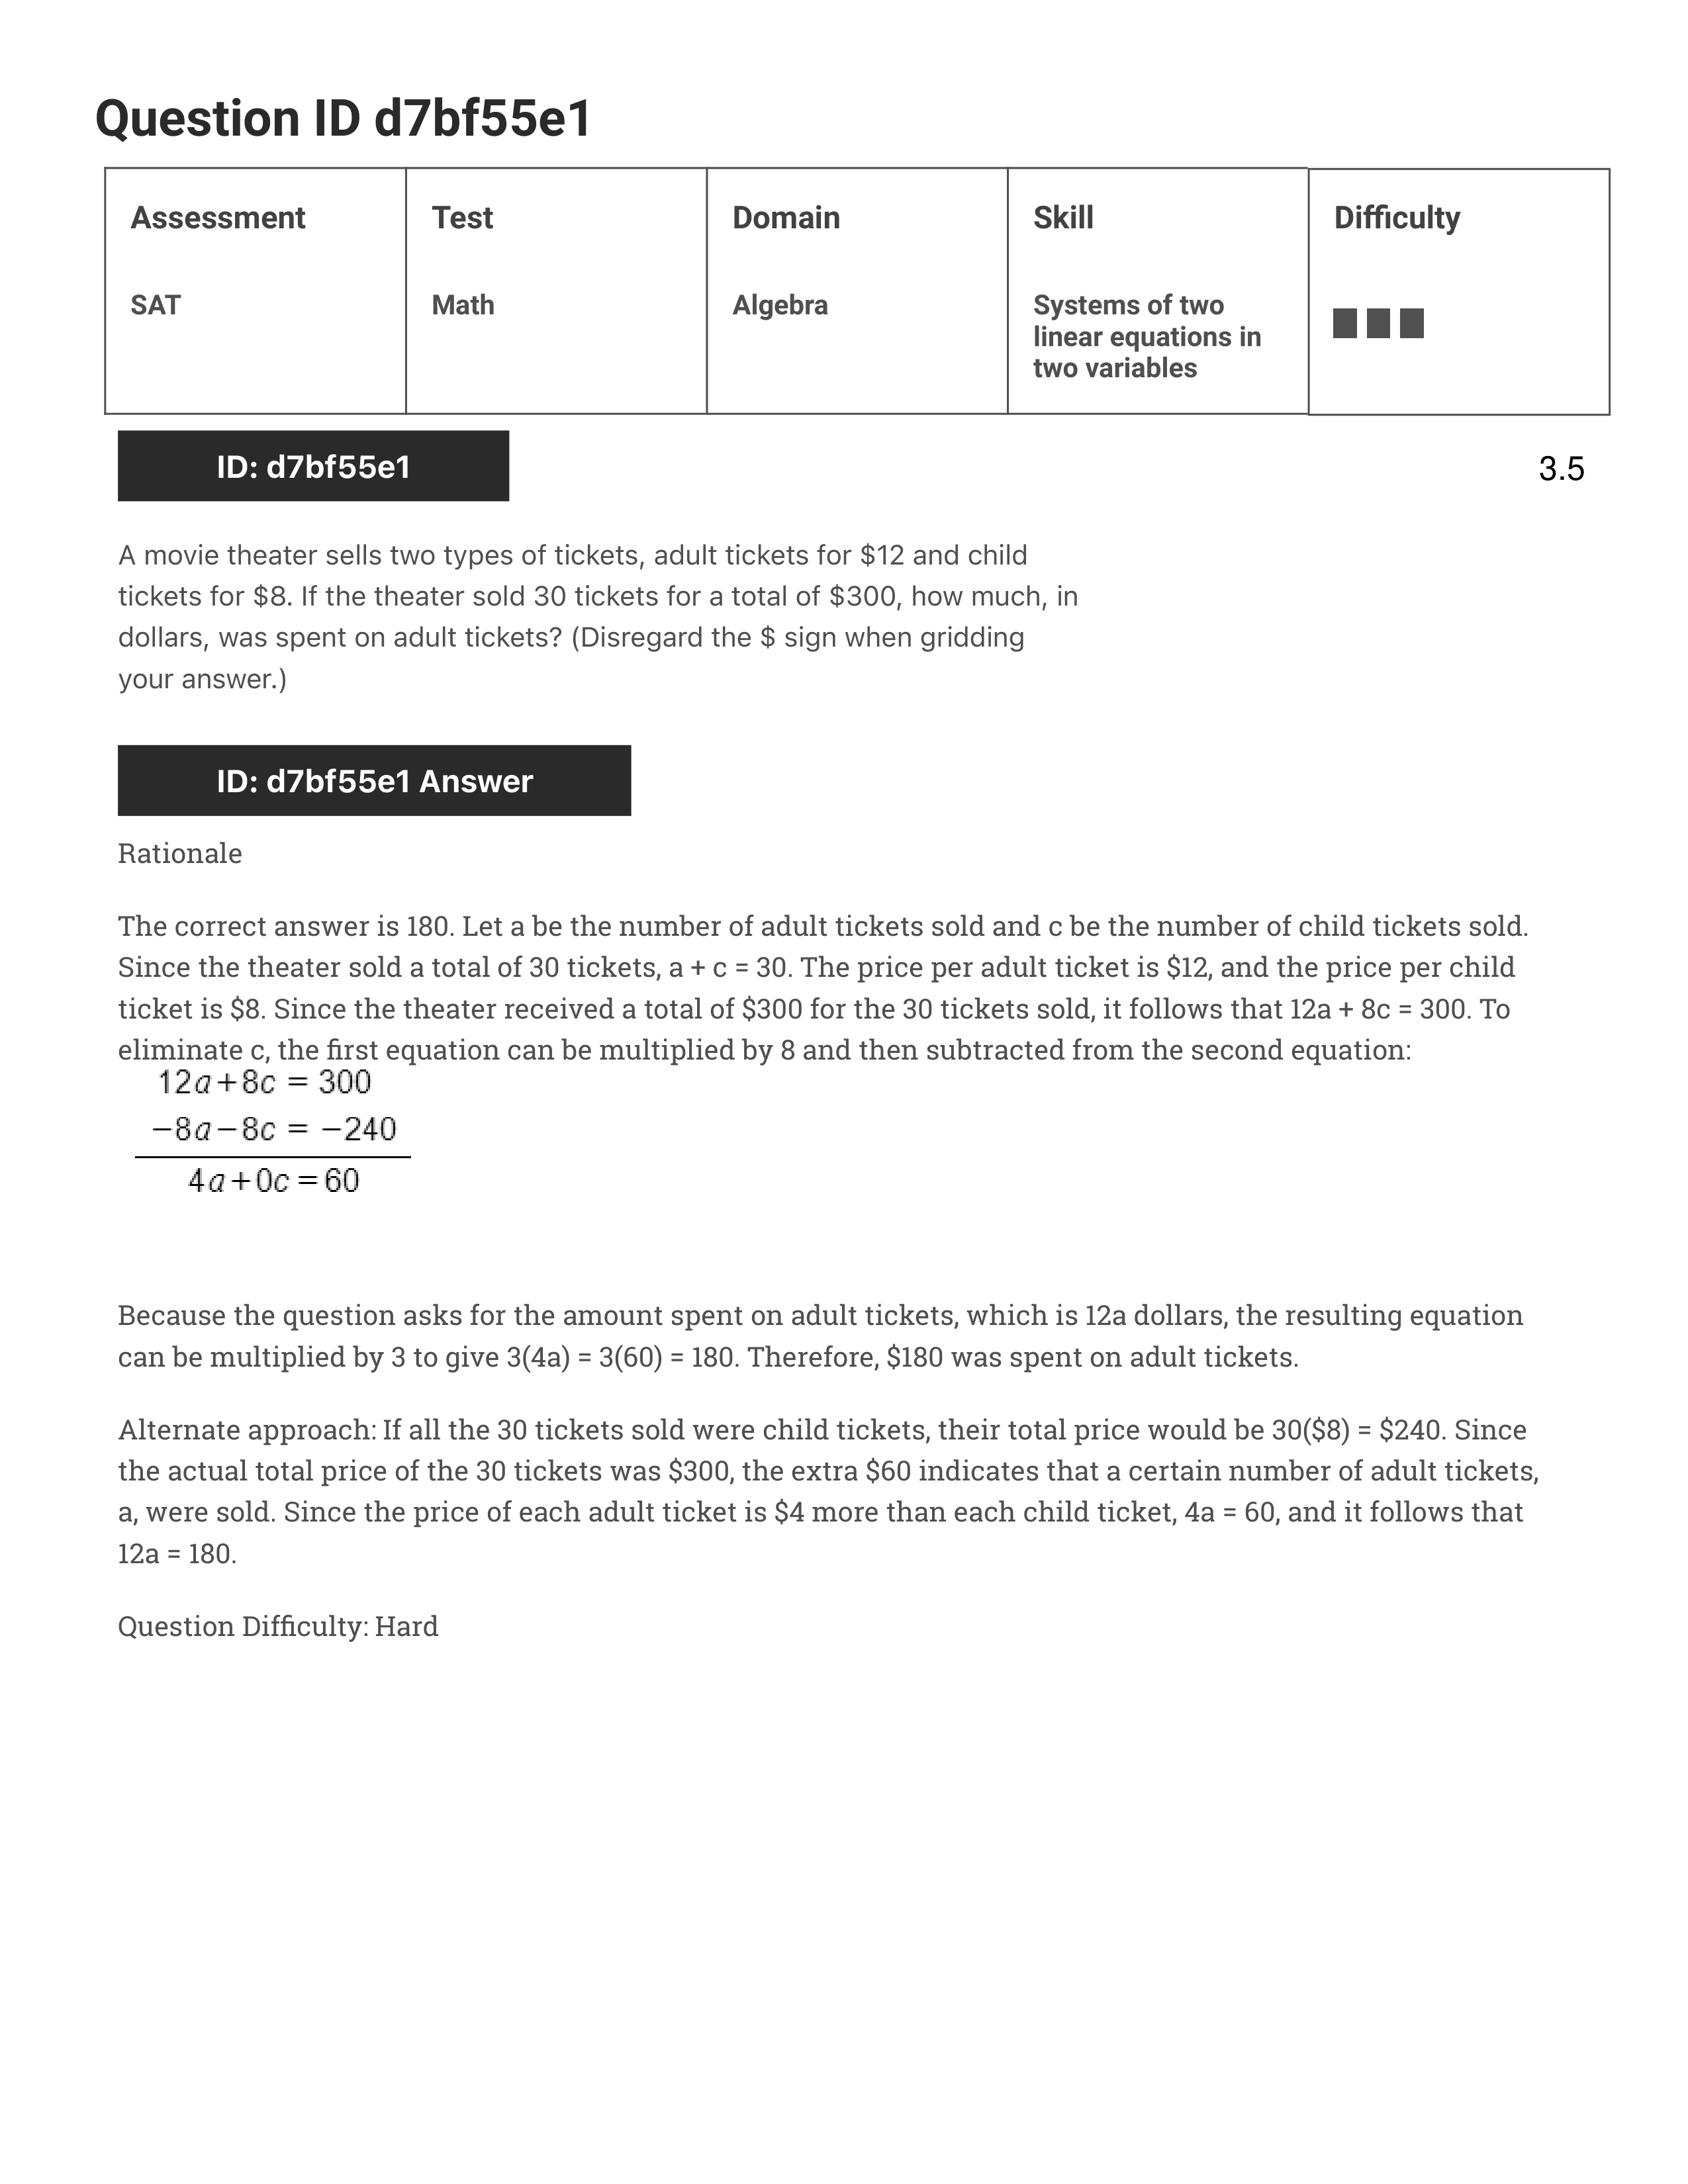 Question ID d7bf55e1
Assessment Test Domain Skill Difficulty
SAT Math Algebra Systems of two
linear equations in
two variables
ID: d7bf55e1 3.5
A movie theater sells two types of tickets, adult tickets for $12 and child
tickets for $8. If the theater sold 30 tickets for a total of $300, how much, in
dollars, was spent on adult tickets? (Disregard the $ sign when gridding
your answer.)
ID: d7bf55e1 Answer
Rationale
The correct answer is 180. Let a be the number of adult tickets sold and c be the number of child tickets sold.
Since the theater sold a total of 30 tickets, a + c = 30. The price per adult ticket is $12, and the price per child
ticket is $8. Since the theater received a total of $300 for the 30 tickets sold, it follows that 12a + 8c = 300. To
eliminate c, the first equation can be multiplied by 8 and then subtracted from the second equation:
12a+8c = 300
−8a−8c = −240
4a+0c=60
Because the question asks for the amount spent on adult tickets, which is 12a dollars, the resulting equation
can be multiplied by 3 to give 3(4a) = 3(60) = 180. Therefore, $180 was spent on adult tickets.
Alternate approach: If all the 30 tickets sold were child tickets, their total price would be 30($8) = $240. Since
the actual total price of the 30 tickets was $300, the extra $60 indicates that a certain number of adult tickets,
a, were sold. Since the price of each adult ticket is $4 more than each child ticket, 4a = 60, and it follows that
12a = 180.
Question Difficulty: Hard